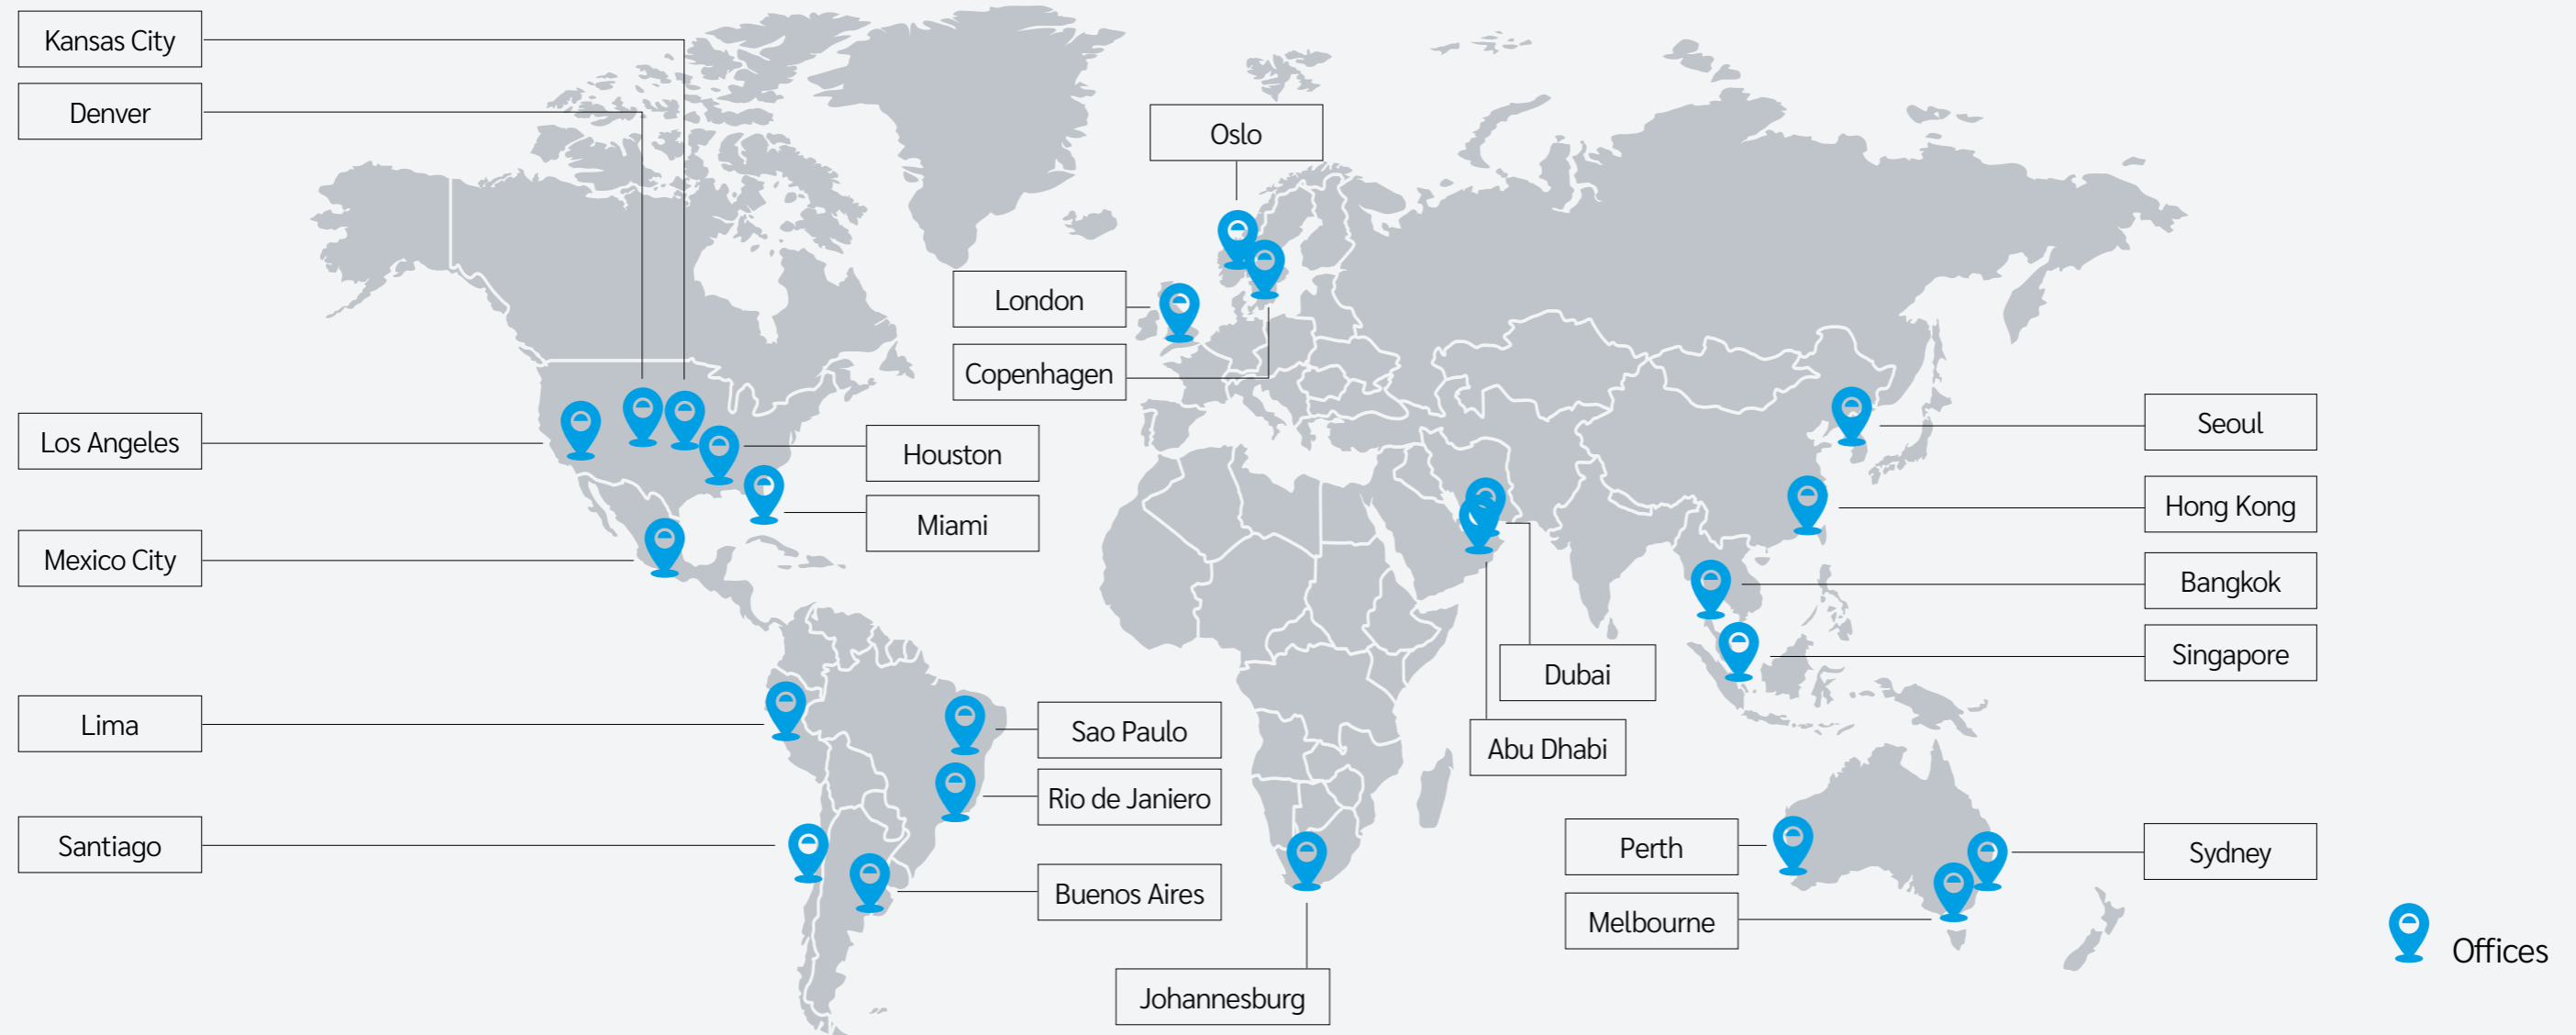 Kansas City
Denver
Oslo
London
Copenhagen
Los Angeles
Houston
Miami
Mexico City
Seoul
Hong Kong
Bangkok
Singapore
Dubai
Abu Dhabi
Lima
Sao Paulo
Rio de Janiero
Santiago
Buenos Aires
Johannesburg
Perth
Sydney
Melbourne
Offices